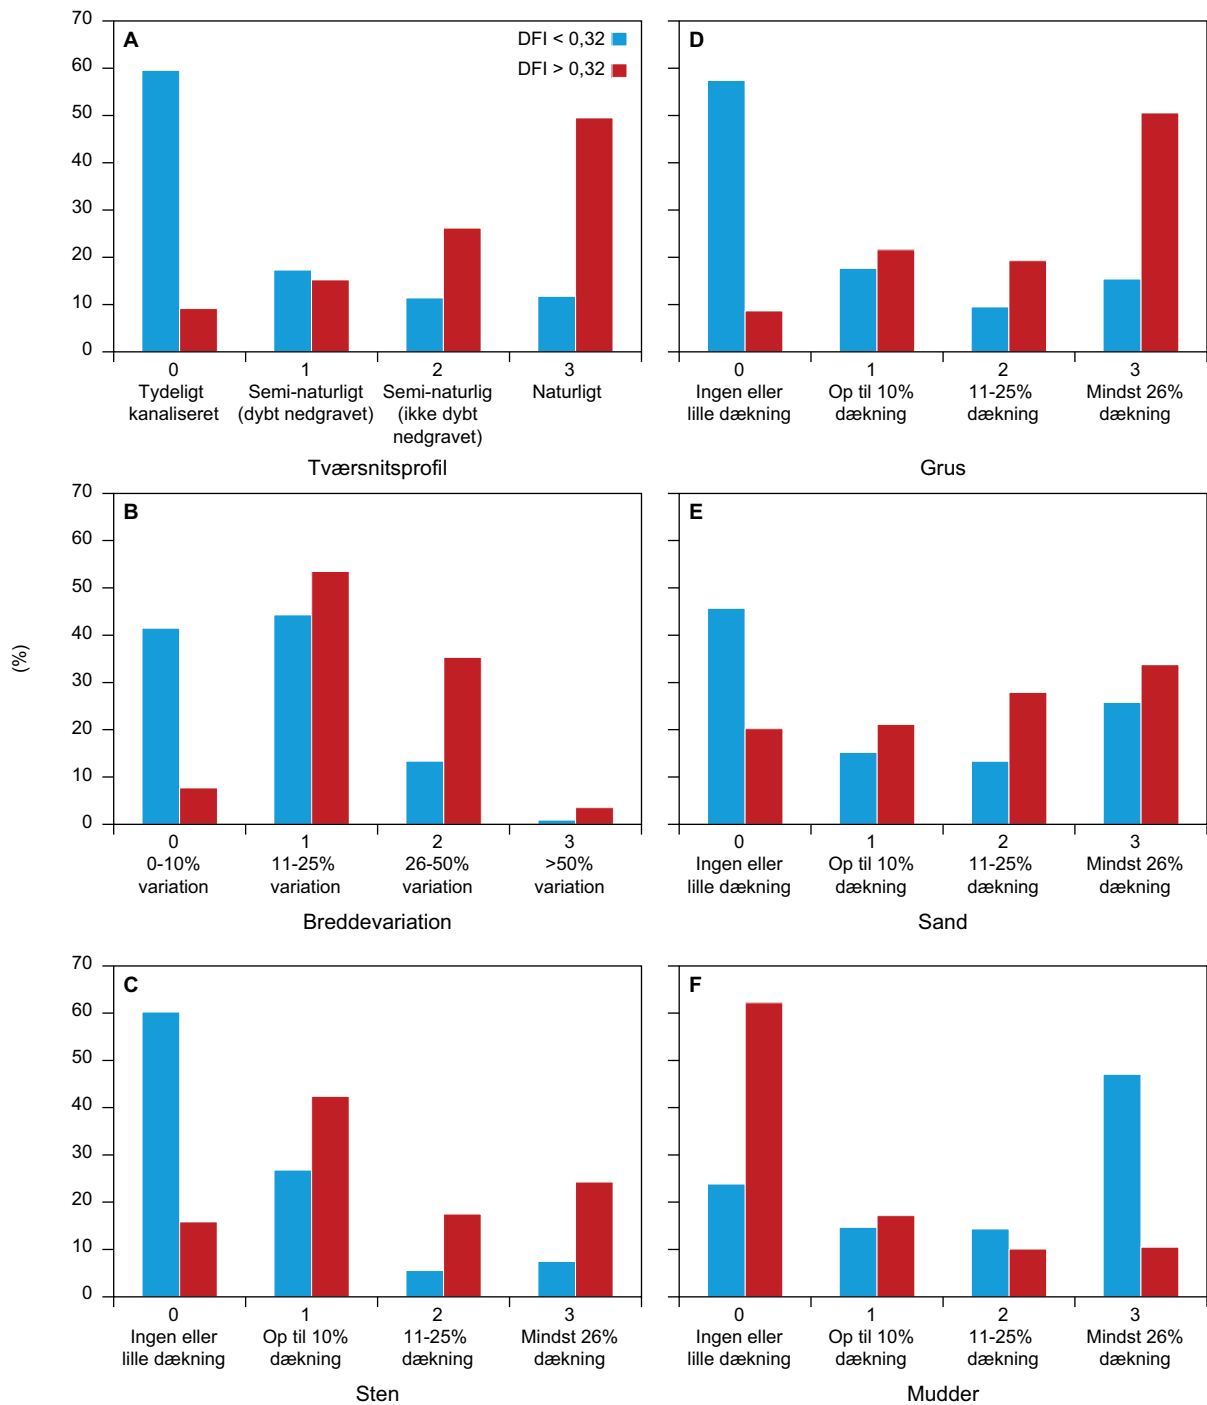 (%)
A
DFI < 0,32
DFI > 0,32
70
60
50
40
30
20
10
0
0 1 2 3
Tydeligt kanaliseret
Semi-naturligt (dybt nedgravet)
Semi-naturlig (ikke dybt nedgravet)
Naturligt
Tværsnitsprofil
D
0 1 2 3
Ingen eller lille dækning
Op til 10% dækning
11-25% dækning
Mindst 26% dækning
Grus
B
70
60
50
40
30
20
10
0
0 1 2 3
0-10% variation
11-25% variation
26-50% variation
>50% variation
Breddevariation
E
0 1 2 3
Ingen eller lille dækning
Op til 10% dækning
11-25% dækning
Mindst 26% dækning
Sand
C
70
60
50
40
30
20
10
0
0 1 2 3
Ingen eller lille dækning
Op til 10% dækning
11-25% dækning
Mindst 26% dækning
Sten
F
0 1 2 3
Ingen eller lille dækning
Op til 10% dækning
11-25% dækning
Mindst 26% dækning
Mudder